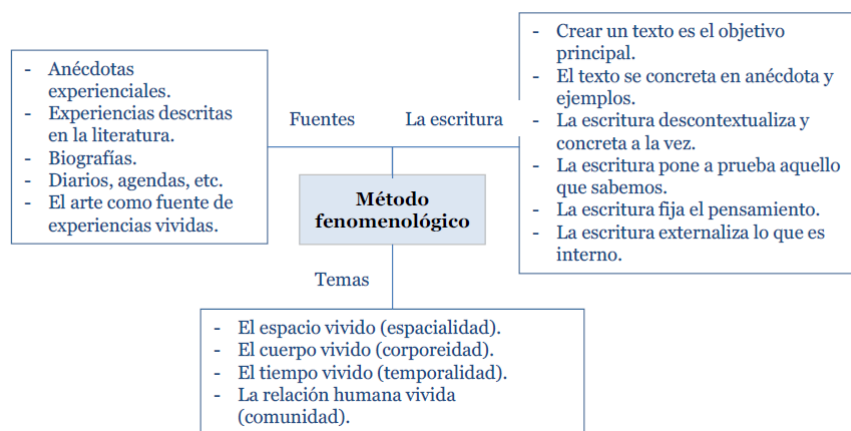 - Anécdotas
experienciales.
- Experiencias descritas
en la literatura.
- Biografías.
- Diarios, agendas, etc.
- El arte como fuente de
experiencias vividas.
Fuentes
La escritura
- Crear un texto es el objetivo
principal.
- El texto se concreta en anécdota y
ejemplos.
- La escritura descontextualiza y
concreta a la vez.
- La escritura pone a prueba aquello
que sabemos.
- La escritura fija el pensamiento.
- La escritura externaliza lo que es
interno.
Método
fenomenológico
Temas
- El espacio vivido (espacialidad).
- El cuerpo vivido (corporeidad).
- El tiempo vivido (temporalidad).
- La relación humana vivida
(comunidad).